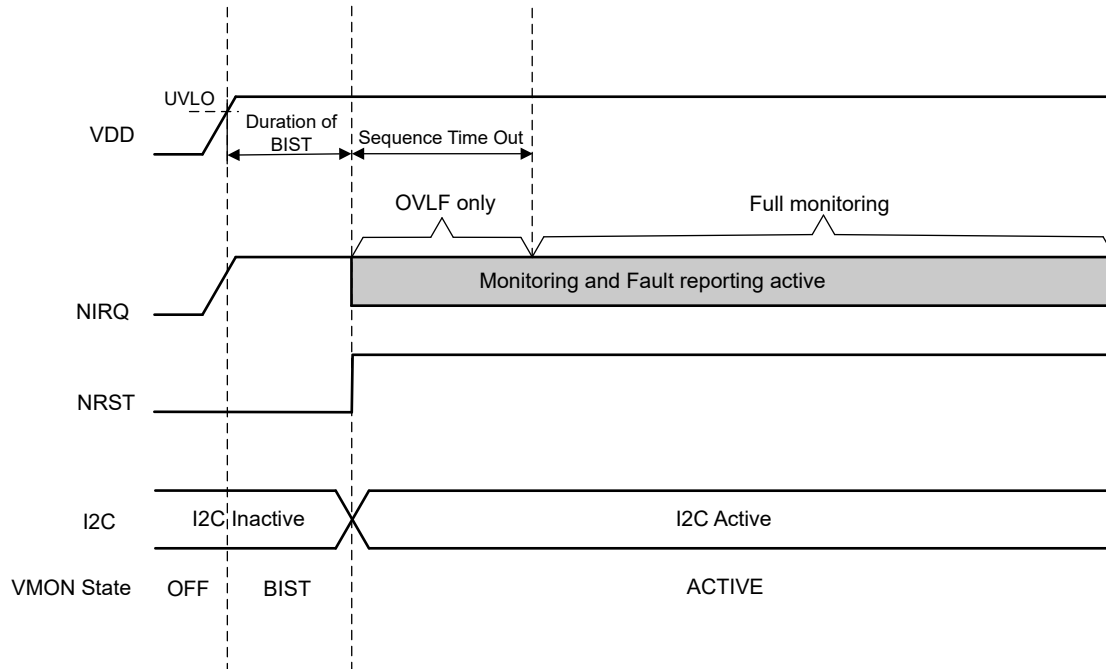 UVLO
VDD
Duration of
BIST
Sequence Time Out
OVLF only
Full monitoring
NIRQ
Monitoring and Fault reporting active
NRST
I2C
I2C Inactive
I2C Active
VMON State
OFF
BIST
ACTIVE